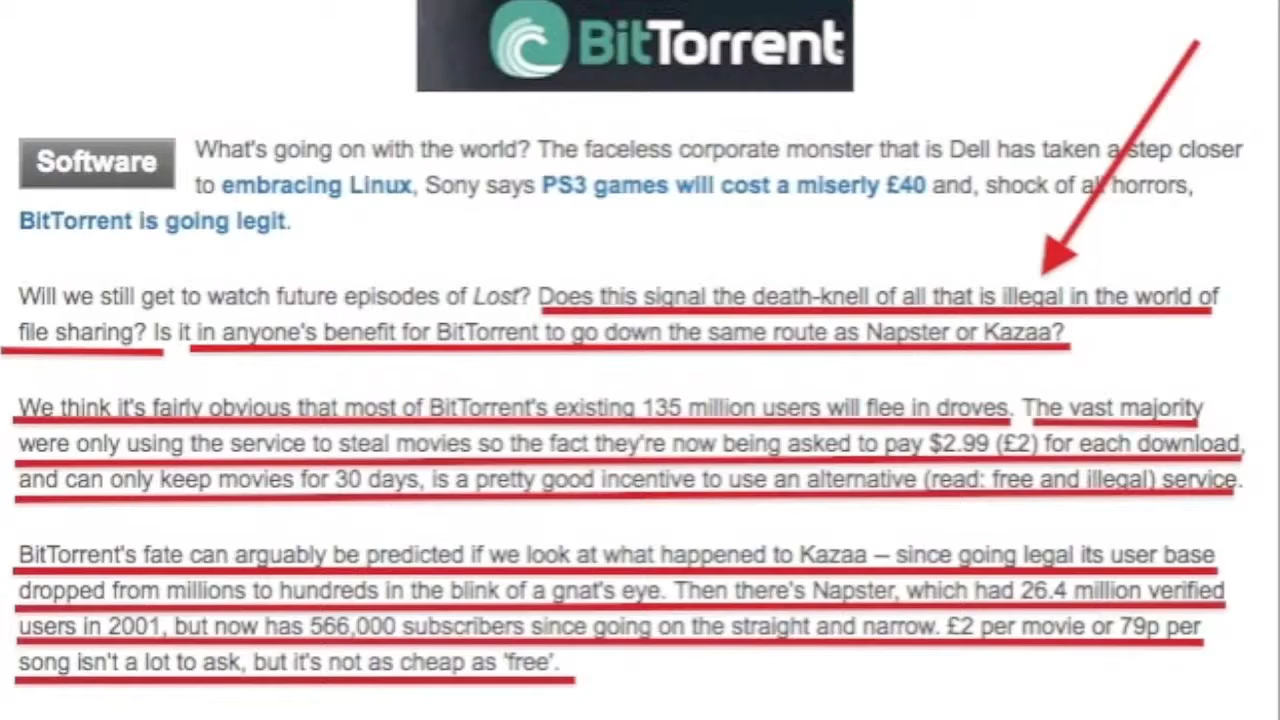 BitTorrent
Software
What's going on with the world? The faceless corporate monster that is Dell has taken a step closer
to embracing Linux, Sony says PS3 games will cost a miserly £40 and, shock of all horrors,
BitTorrent is going legit.
Will we still get to watch future episodes of Lost? Does this signal the death-knell of all that is illegal in the world of
file sharing? Is it in anyone's benefit for BitTorrent to go down the same route as Napster or Kazaa?
We think it's fairly obvious that most of BitTorrent's existing 135 million users will flee in droves. The vast majority
were only using the service to steal movies so the fact they're now being asked to pay $2.99 (£2) for each download,
and can only keep movies for 30 days, is a pretty good incentive to use an alternative (read: free and illegal) service.
BitTorrent's fate can arguably be predicted if we look at what happened to Kazaa – since going legal its user base
dropped from millions to hundreds in the blink of a gnat's eye. Then there's Napster, which had 26.4 million verified
users in 2001, but now has 566,000 subscribers since going on the straight and narrow. £2 per movie or 79p per
song isn't a lot to ask, but it's not as cheap as 'free'.